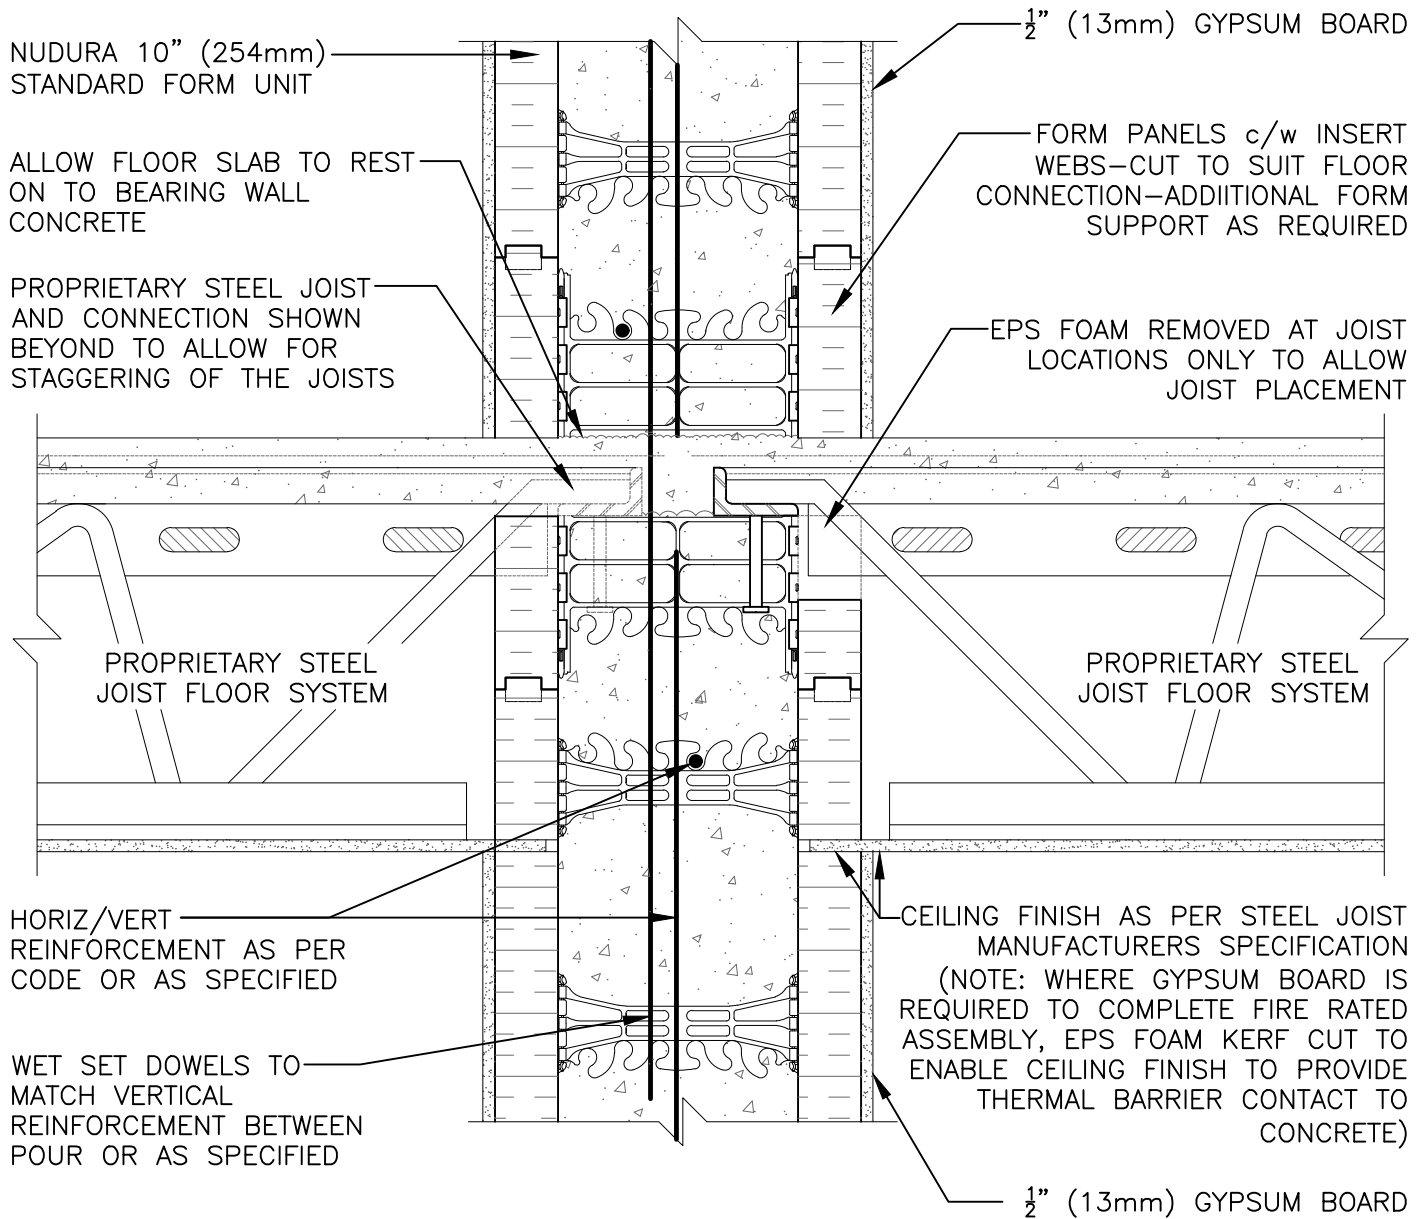 NUDURA 10” (254mm)
STANDARD FORM UNIT
ALLOW FLOOR SLAB TO REST
ON TO BEARING WALL
CONCRETE
PROPRIETARY STEEL JOIST
AND CONNECTION SHOWN
BEYOND TO ALLOW FOR
STAGGERING OF THE JOISTS
½” (13mm) GYPSUM BOARD
FORM PANELS c/w INSERT
WEBS-CUT TO SUIT FLOOR
CONNECTION-ADDIITIONAL FORM
SUPPORT AS REQUIRED
EPS FOAM REMOVED AT JOIST
LOCATIONS ONLY TO ALLOW
JOIST PLACEMENT
PROPRIETARY STEEL
JOIST FLOOR SYSTEM
PROPRIETARY STEEL
JOIST FLOOR SYSTEM
HORIZ/VERT
REINFORCEMENT AS PER
CODE OR AS SPECIFIED
WET SET DOWELS TO
MATCH VERTICAL
REINFORCEMENT BETWEEN
POUR OR AS SPECIFIED
CEILING FINISH AS PER STEEL JOIST
MANUFACTURERS SPECIFICATION
(NOTE: WHERE GYPSUM BOARD IS
REQUIRED TO COMPLETE FIRE RATED
ASSEMBLY, EPS FOAM KERF CUT TO
ENABLE CEILING FINISH TO PROVIDE
THERMAL BARRIER CONTACT TO
CONCRETE)
½” (13mm) GYPSUM BOARD